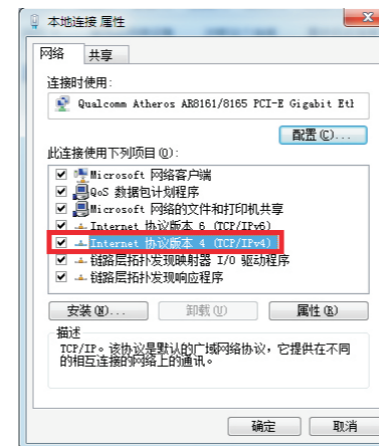 本地连接 属性
网络 共享
连接时使用:
Qualcomm Atheros AR8161/8165 PCI-E Gigabit Etl
配置(C)...
此连接使用下列项目(O):
Microsoft 网络客户端
QoS 数据包计划程序
Microsoft 网络的文件和打印机共享
Internet 协议版本 6 (TCP/IPv6)
Internet 协议版本 4 (TCP/IPv4)
链路层拓扑发现映射器 I/O 驱动程序
链路层拓扑发现响应程序
安装(N)... 卸载(U) 属性(R)
描述
TCP/IP。该协议是默认的广域网络协议，它提供在不同
的相互连接的网络上的通讯。
确定 取消